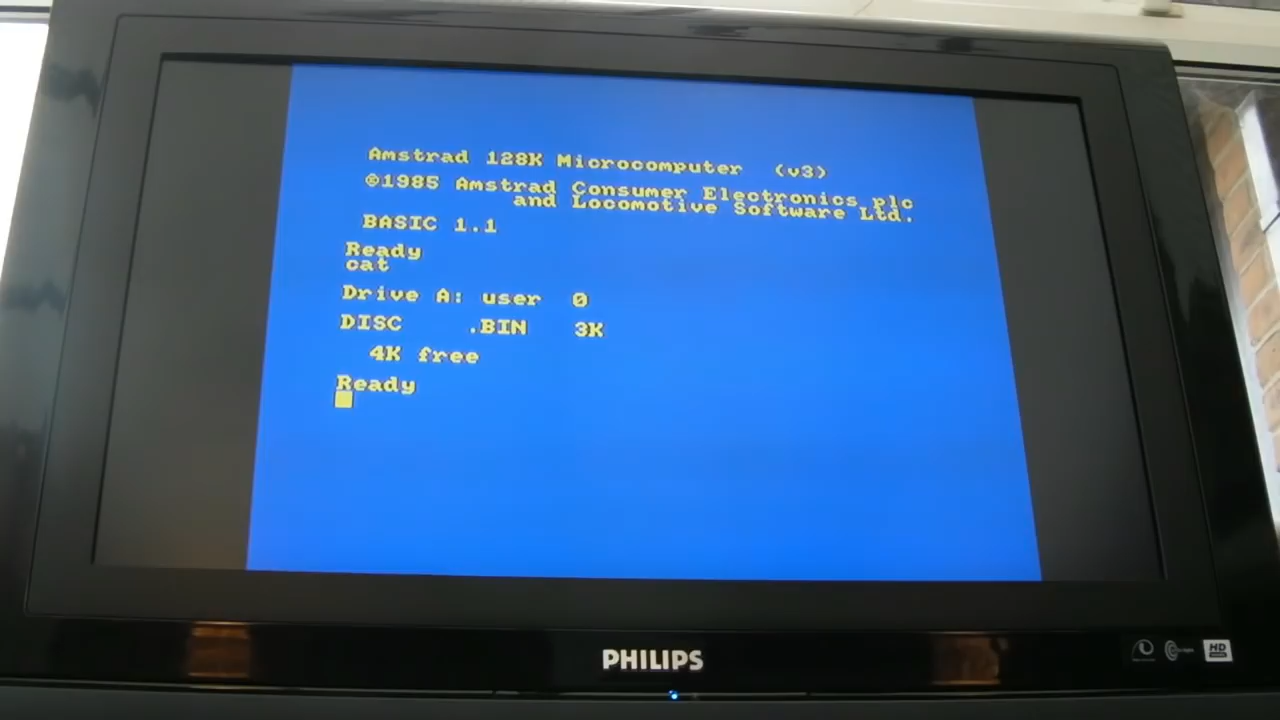 Amstrad 128K Microcomputer (v3)
©1985 Amstrad Consumer Electronics plc
and Locomotive Software Ltd.
BASIC 1.1
Ready
cat
Drive A: user 0
DISC .BIN 3K
4K free
Ready
PHILIPS
HD